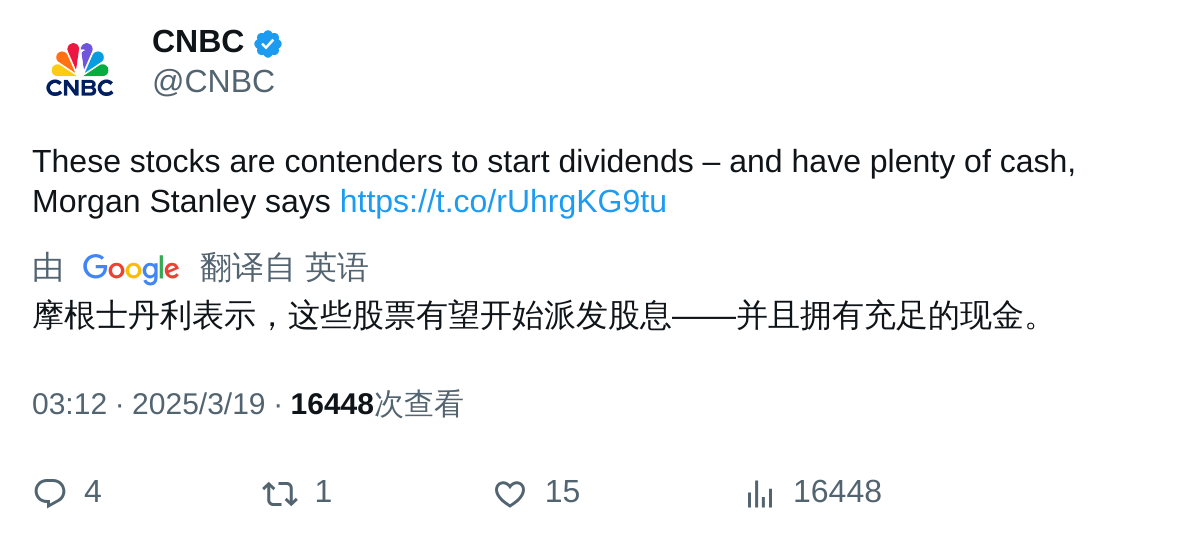 CNBC
CNBC
@CNBC
These stocks are contenders to start dividends – and have plenty of cash,
Morgan Stanley says https://t.co/rUhrgKG9tu
由 Google 翻译自 英语
摩根士丹利表示，这些股票有望开始派发股息——并且拥有充足的现金。
03:12 · 2025/3/19 · 16448次查看
4 1 15 16448